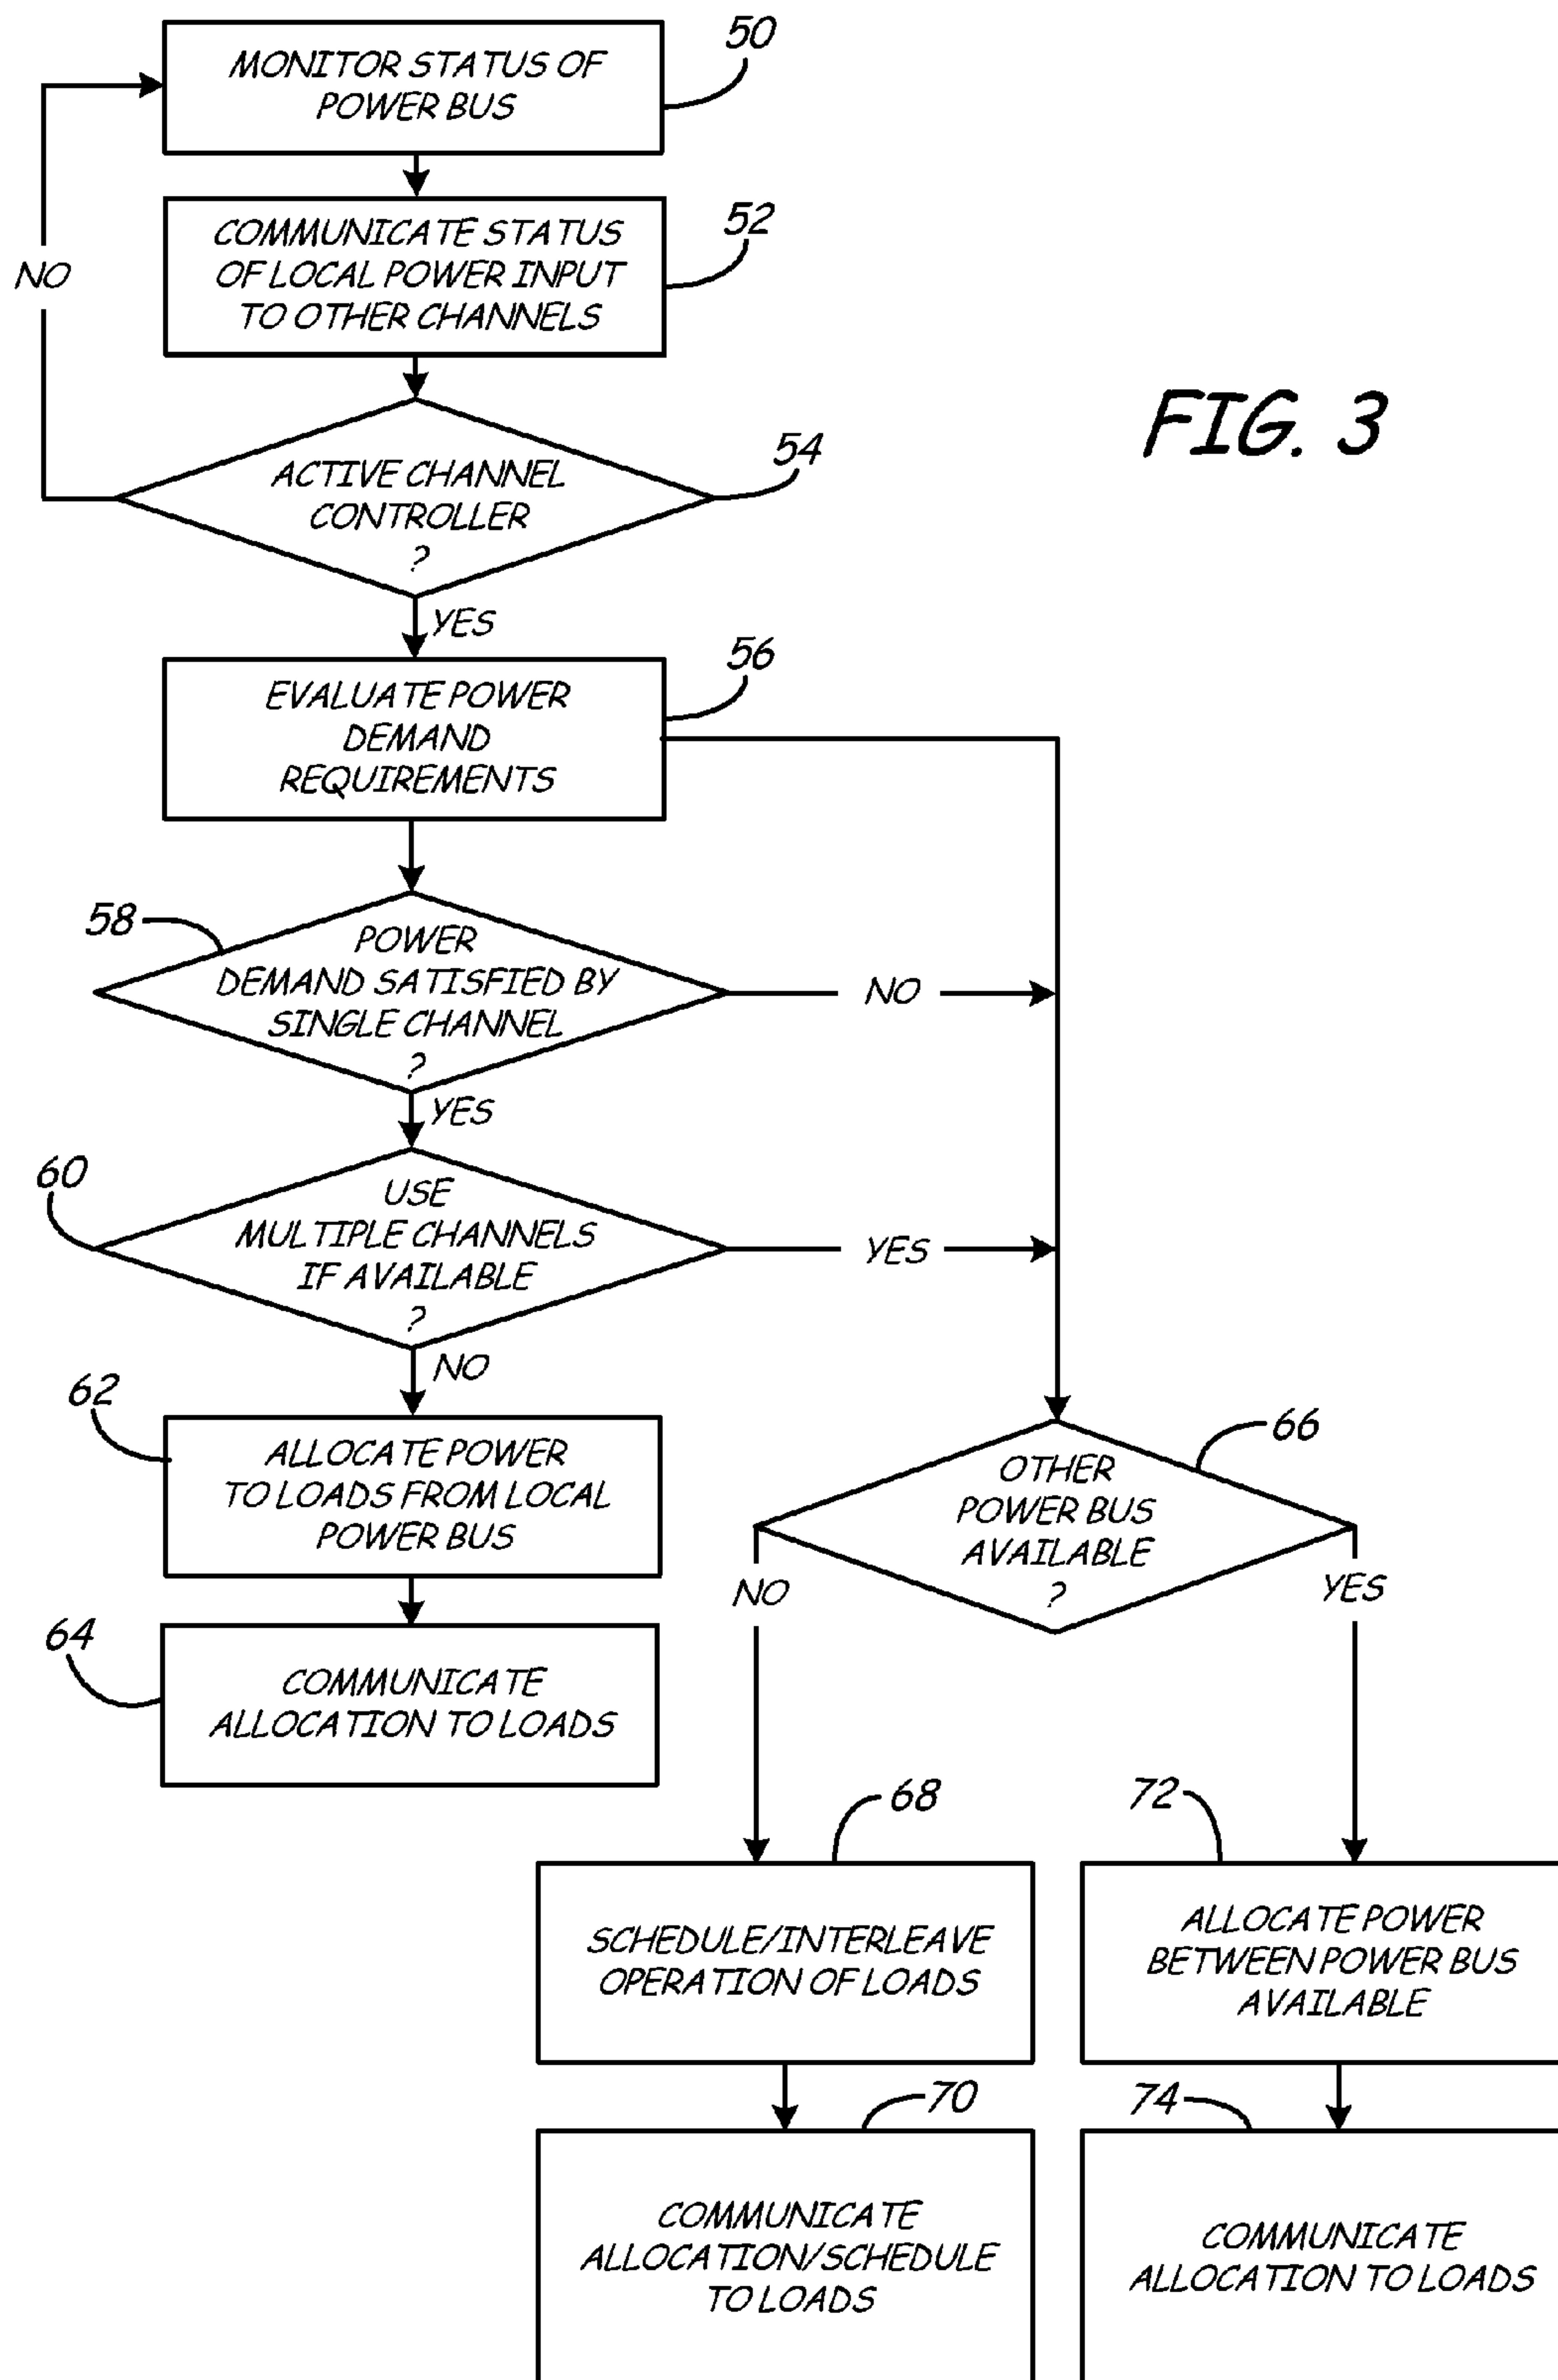 50
MONITOR STATUS OF
POWER BUS
52
COMMUNICATE STATUS
OF LOCAL POWER INPUT
TO OTHER CHANNELS
NO
FIG. 3
54
ACTIVE CHANNEL
CONTROLLER
?
YES
56
EVALUATE POWER
DEMAND
REQUIREMENTS
58
POWER
DEMAND SATISFIED BY
SINGLE CHANNEL
?
NO
YES
60
USE
MULTIPLE CHANNELS
IF AVAILABLE
?
YES
NO
62
ALLOCATE POWER
TO LOADS FROM LOCAL
POWER BUS
64
COMMUNICATE
ALLOCATION TO LOADS
66
OTHER
POWER BUS
AVAILABLE
?
NO
YES
68
SCHEDULE/INTERLEAVE
OPERATION OF LOADS
72
ALLOCATE POWER
BETWEEN POWER BUS
AVAILABLE
70
COMMUNICATE
ALLOCATION/SCHEDULE
TO LOADS
74
COMMUNICATE
ALLOCATION TO LOADS